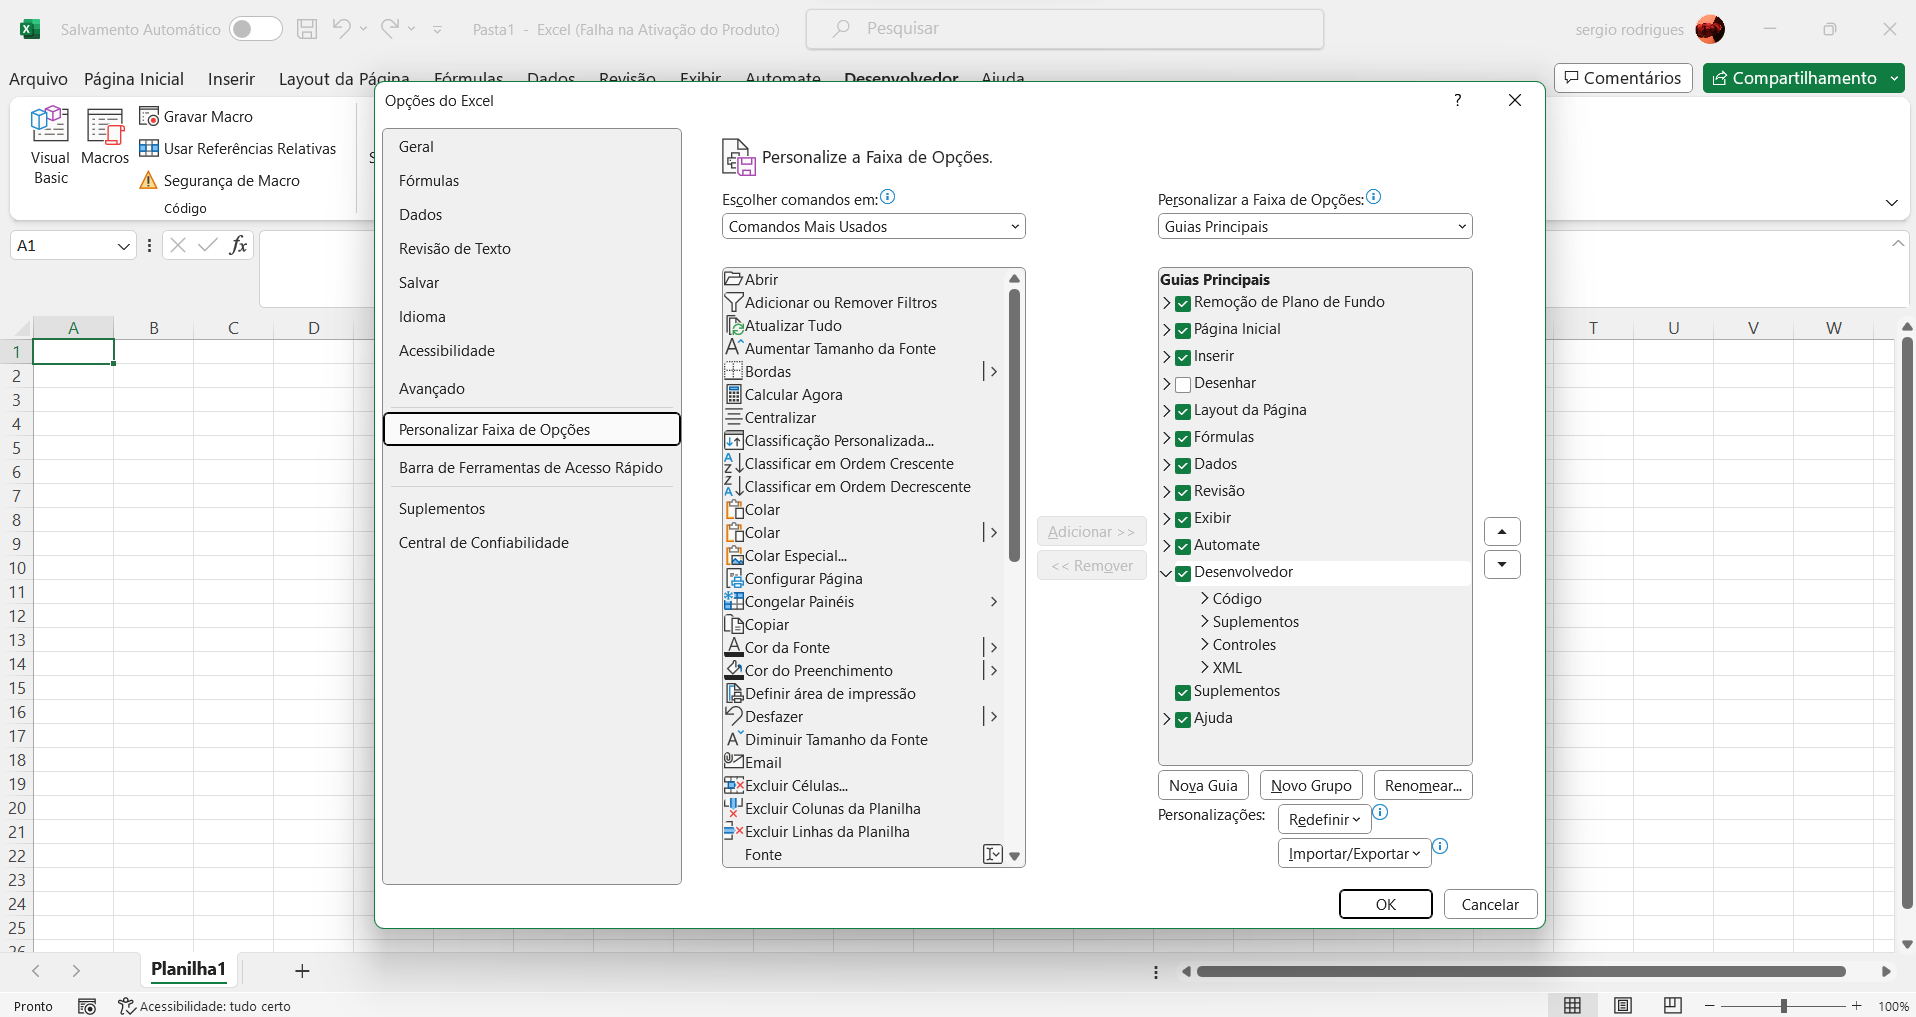 Salvamento Automático
Pasta1 - Excel (Falha na Ativação do Produto)
Pesquisar
sergio rodrigues
Arquivo Página Inicial Inserir Layout da Página Fórmulas Dados Revisão Exibir Automate Desenvolvedor Ajuda
Comentários
Compartilhamento
Visual Basic
Macros
Gravar Macro
Usar Referências Relativas
Segurança de Macro
Código
A1
fx
A B C D T U V W
1
2
3
4
5
6
7
8
9
10
11
12
13
14
15
16
17
18
19
20
21
22
23
24
25
26
Opções do Excel
?
Geral
Fórmulas
Dados
Revisão de Texto
Salvar
Idioma
Acessibilidade
Avançado
Personalizar Faixa de Opções
Barra de Ferramentas de Acesso Rápido
Suplementos
Central de Confiabilidade
Personalize a Faixa de Opções.
Escolher comandos em:
Comandos Mais Usados
Abrir
Adicionar ou Remover Filtros
Atualizar Tudo
Aumentar Tamanho da Fonte
Bordas
Calcular Agora
Centralizar
Classificação Personalizada...
Classificar em Ordem Crescente
Classificar em Ordem Decrescente
Colar
Colar
Colar Especial...
Configurar Página
Congelar Painéis
Copiar
Cor da Fonte
Cor do Preenchimento
Definir área de impressão
Desfazer
Diminuir Tamanho da Fonte
Email
Excluir Células...
Excluir Colunas da Planilha
Excluir Linhas da Planilha
Fonte
Adicionar >>
<< Remover
Personalizar a Faixa de Opções:
Guias Principais
Guias Principais
Remoção de Plano de Fundo
Página Inicial
Inserir
Desenhar
Layout da Página
Fórmulas
Dados
Revisão
Exibir
Automate
Desenvolvedor
Código
Suplementos
Controles
XML
Suplementos
Ajuda
Nova Guia
Novo Grupo
Renomear...
Personalizações:
Redefinir
Importar/Exportar
OK
Cancelar
Planilha1
Pronto
Acessibilidade: tudo certo
100%